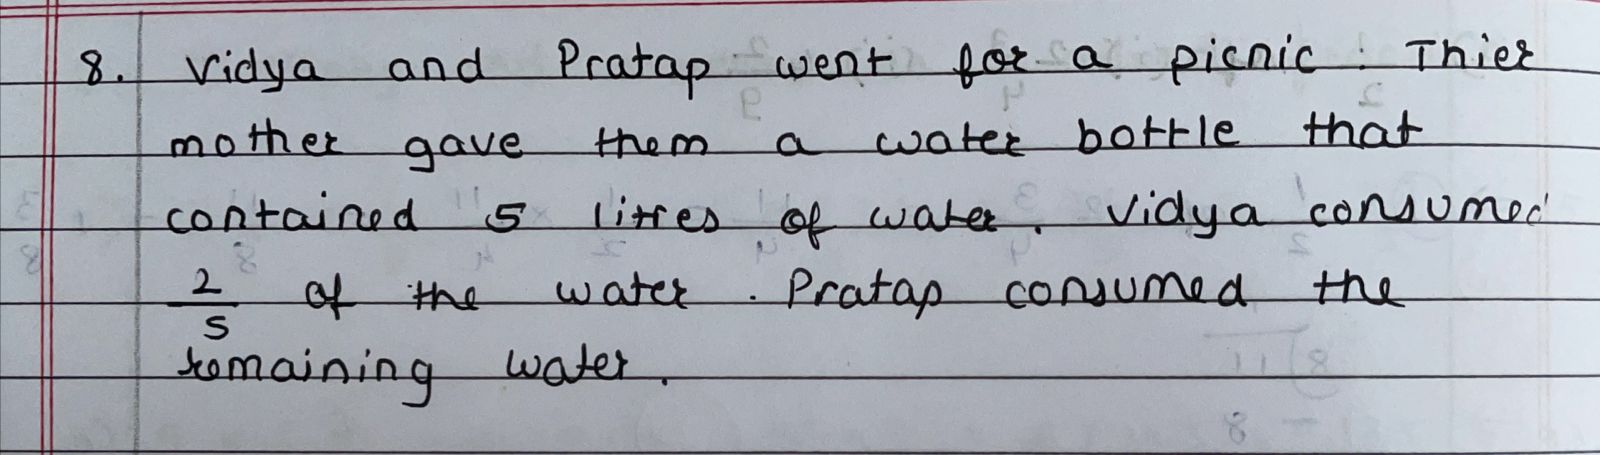 8. Vidya and Pratap went for a picnic. Thier
mother gave them a water bottle that
contained 5 litres of water. Vidya consumed
2/5 of the water. Pratap consumed the
remaining water.